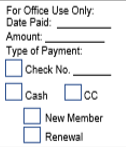 For Office Use Only:
Date Paid:
Amount:
Type of Payment:
Check No.
Cash CC
New Member
Renewal